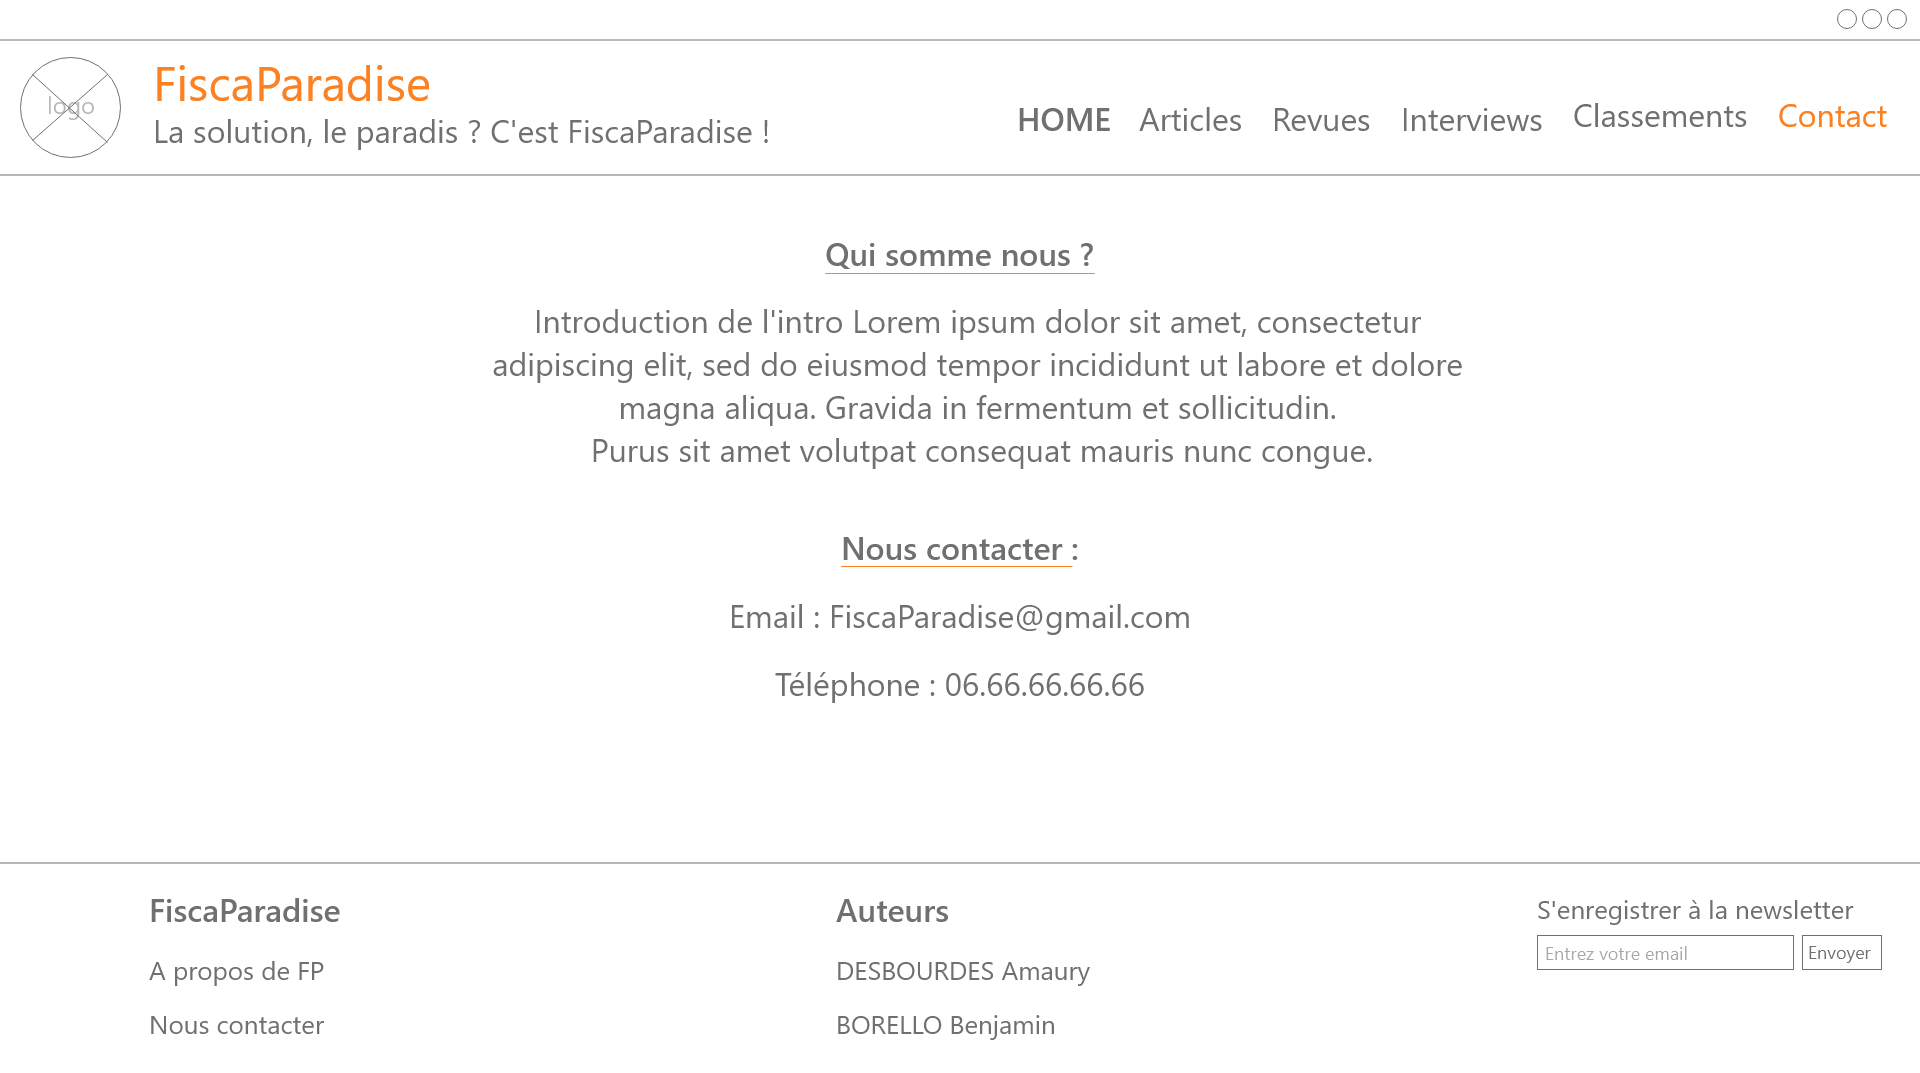 logo
FiscaParadise
La solution, le paradis ? C'est FiscaParadise !
HOME Articles Revues Interviews Classements Contact
Qui somme nous ?
Introduction de l'intro Lorem ipsum dolor sit amet, consectetur
adipiscing elit, sed do eiusmod tempor incididunt ut labore et dolore
magna aliqua. Gravida in fermentum et sollicitudin.
Purus sit amet volutpat consequat mauris nunc congue.
Nous contacter :
Email : FiscaParadise@gmail.com
Téléphone : 06.66.66.66.66
FiscaParadise
A propos de FP
Nous contacter
Auteurs
DESBOURDES Amaury
BORELLO Benjamin
S'enregistrer à la newsletter
Entrez votre email
Envoyer